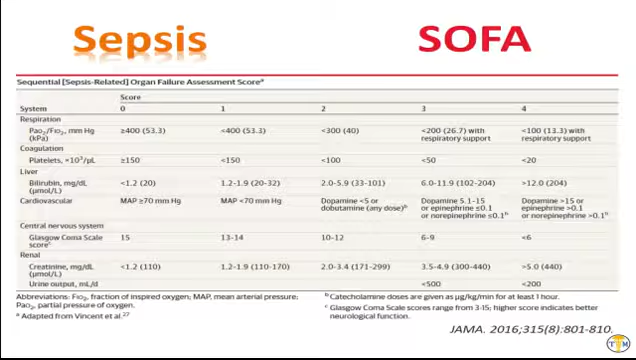 Sepsis
SOFA
Sequential [Sepsis-Related] Organ Failure Assessment Scoreᵃ
Score
System 0 1 2 3 4
Respiration
Pao₂/Fio₂, mm Hg ≥400 (53.3) <400 (53.3) <300 (40) <200 (26.7) with <100 (13.3) with
(kPa) respiratory support respiratory support
Coagulation
Platelets, ×10³/μL ≥150 <150 <100 <50 <20
Liver
Bilirubin, mg/dL <1.2 (20) 1.2-1.9 (20-32) 2.0-5.9 (33-101) 6.0-11.9 (102-204) >12.0 (204)
(μmol/L)
Cardiovascular MAP ≥70 mm Hg MAP <70 mm Hg Dopamine <5 or Dopamine 5.1-15 Dopamine >15 or
dobutamine (any dose)ᵇ or epinephrine ≤0.1 epinephrine >0.1
or norepinephrine ≤0.1ᵇ or norepinephrine >0.1ᵇ
Central nervous system
Glasgow Coma Scale 15 13-14 10-12 6-9 <6
scoreᶜ
Renal
Creatinine, mg/dL <1.2 (110) 1.2-1.9 (110-170) 2.0-3.4 (171-299) 3.5-4.9 (300-440) >5.0 (440)
(μmol/L)
Urine output, mL/d <500 <200
Abbreviations: Fio₂, fraction of inspired oxygen; MAP, mean arterial pressure;
Pao₂, partial pressure of oxygen.
ᵃ Adapted from Vincent et al.²⁷
ᵇ Catecholamine doses are given as μg/kg/min for at least 1 hour.
ᶜ Glasgow Coma Scale scores range from 3-15; higher score indicates better
neurological function.
JAMA. 2016;315(8):801-810.